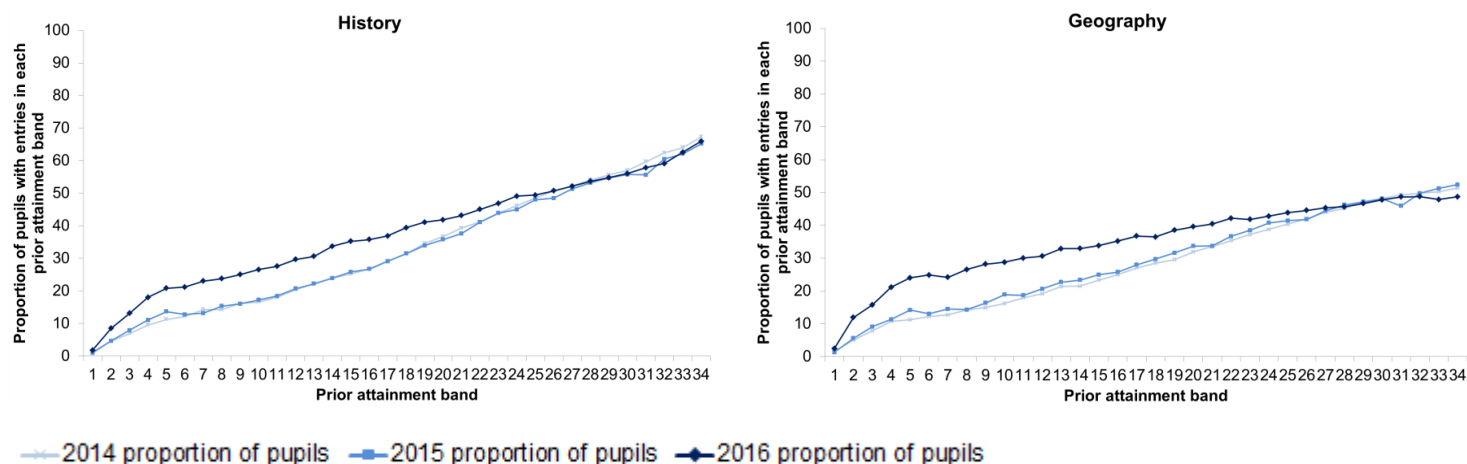 History
Proportion of pupils with entries in each
prior attainment band
100
90
80
70
60
50
40
30
20
10
0
1 2 3 4 5 6 7 8 9 10 11 12 13 14 15 16 17 18 19 20 21 22 23 24 25 26 27 28 29 30 31 32 33 34
Prior attainment band
Geography
Proportion of pupils with entries in each
prior attainment band
100
90
80
70
60
50
40
30
20
10
0
1 2 3 4 5 6 7 8 9 10 11 12 13 14 15 16 17 18 19 20 21 22 23 24 25 26 27 28 29 30 31 32 33 34
Prior attainment band
2014 proportion of pupils 2015 proportion of pupils 2016 proportion of pupils